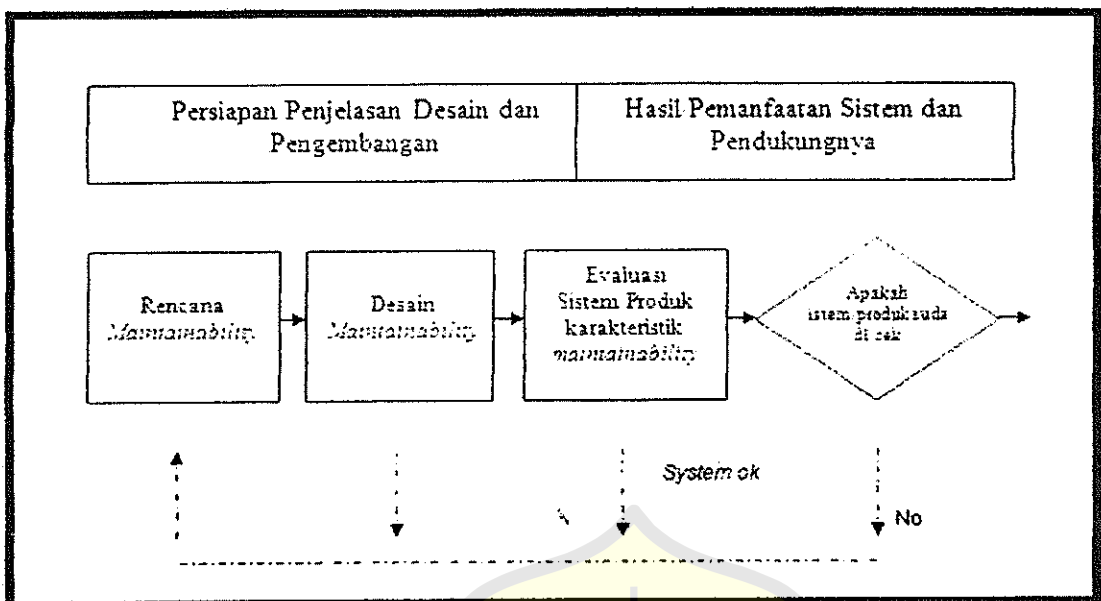 Persiapan Penjelasan Desain dan
Pengembangan
Hasil Pemanfaatan Sistem dan
Pendukungnya
Rencana
Maintainability
Desain
Maintainability
Evaluasi
Sistem Produk
karakteristik
maintainability
Apakah
istem produk suda
di cek
System ok
No